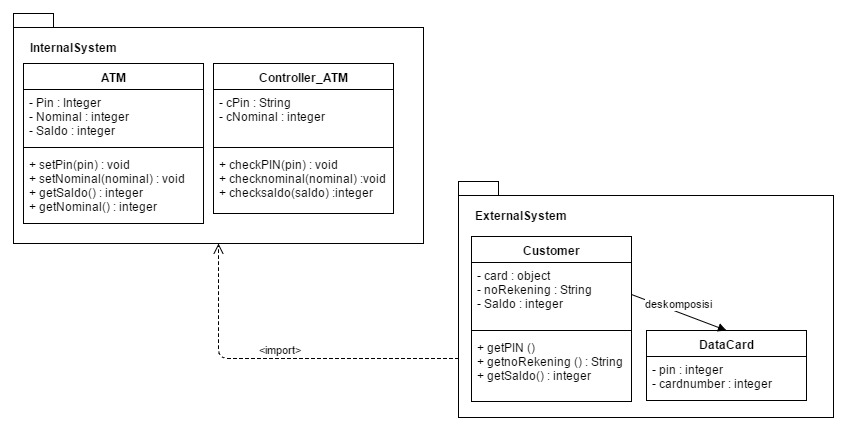 InternalSystem
ATM
- Pin : Integer
- Nominal : integer
- Saldo : integer
+ setPin(pin) : void
+ setNominal(nominal) : void
+ getSaldo() : integer
+ getNominal() : integer
Controller_ATM
- cPin : String
- cNominal : integer
+ checkPIN(pin) : void
+ checknominal(nominal) :void
+ checksaldo(saldo) :integer
<import>
ExternalSystem
Customer
- card : object
- noRekening : String
- Saldo : integer
+ getPIN ()
+ getnoRekening () : String
+ getSaldo() : integer
deskomposisi
DataCard
- pin : integer
- cardnumber : integer